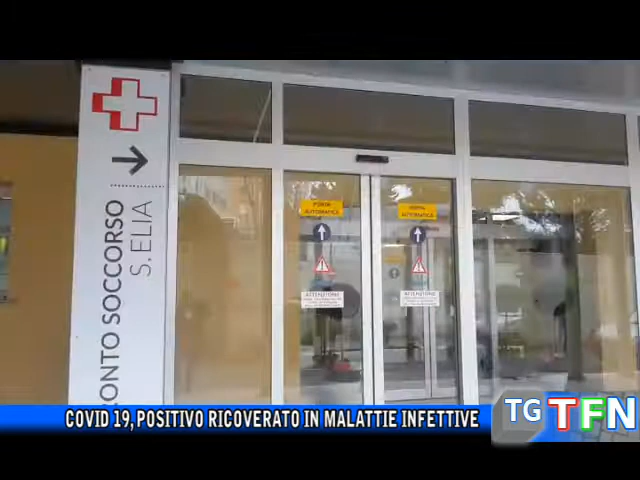 ONTO SOCCORSO
S. ELIA
PORTA
AUTOMATICA
PORTA
AUTOMATICA
ATTENZIONE
ATTENZIONE
COVID 19, POSITIVO RICOVERATO IN MALATTIE INFETTIVE
TG TFN